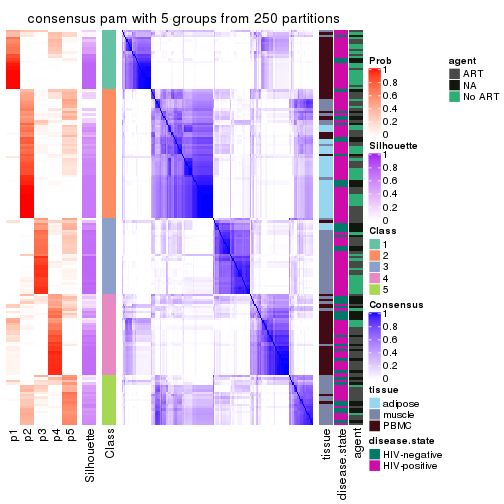 consensus pam with 5 groups from 250 partitions
p1
p2
p3
p4
p5
Silhouette
Class
tissue
disease.state
agent
Prob
1
0.8
0.6
0.4
0.2
0
Silhouette
1
0.8
0.6
0.4
0.2
0
Class
1
2
3
4
5
Consensus
1
0.8
0.6
0.4
0.2
0
tissue
adipose
muscle
PBMC
disease.state
HIV-negative
HIV-positive
agent
ART
NA
No ART